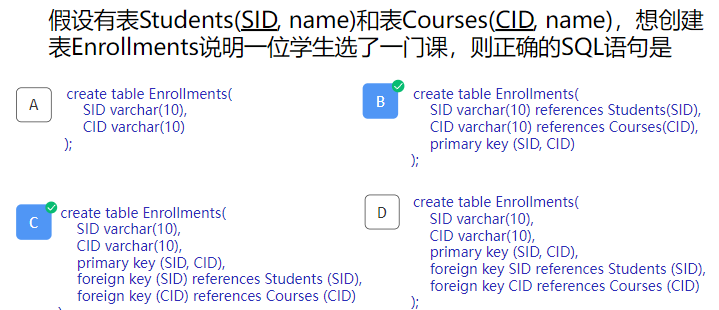 假设有表Students(SID, name)和表Courses(CID, name)，想创建
表Enrollments说明一位学生选了一门课，则正确的SQL语句是
A
create table Enrollments(
SID varchar(10),
CID varchar(10)
);
B
create table Enrollments(
SID varchar(10) references Students(SID),
CID varchar(10) references Courses(CID),
primary key (SID, CID)
);
C
create table Enrollments(
SID varchar(10),
CID varchar(10),
primary key (SID, CID),
foreign key (SID) references Students (SID),
foreign key (CID) references Courses (CID)
D
create table Enrollments(
SID varchar(10),
CID varchar(10),
primary key (SID, CID),
foreign key SID references Students (SID),
foreign key CID references Courses (CID)
);